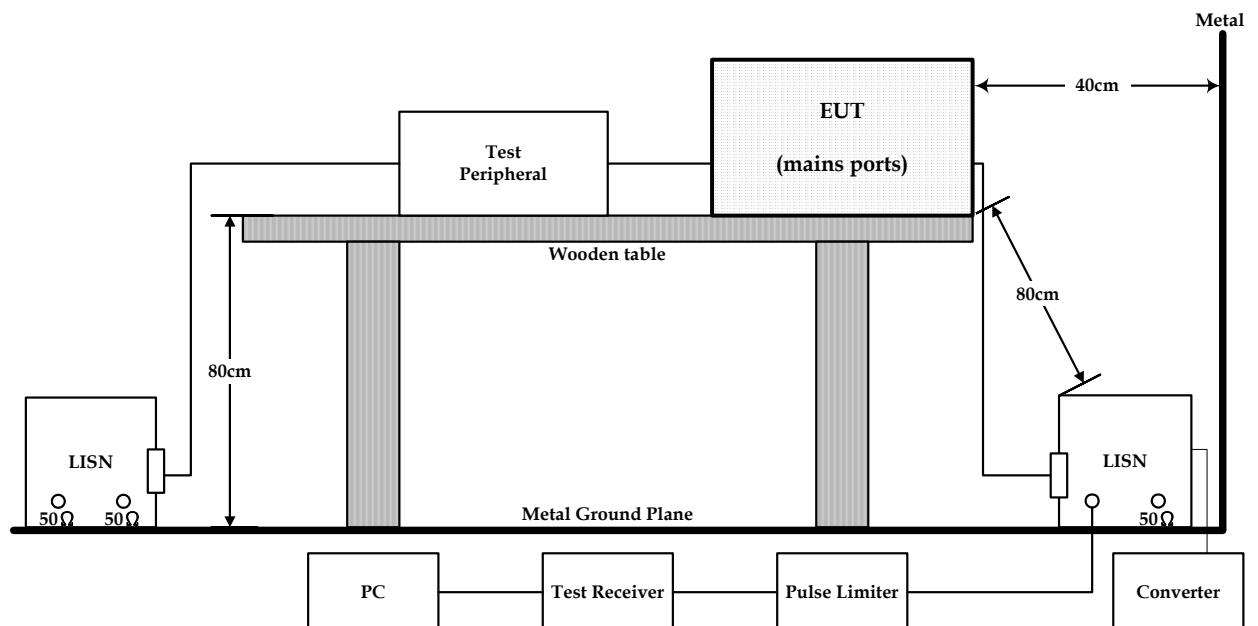 Metal
40cm
EUT
(mains ports)
Test
Peripheral
Wooden table
80cm
80cm
LISN
50Ω 50Ω
LISN
50Ω
Metal Ground Plane
PC
Test Receiver
Pulse Limiter
Converter